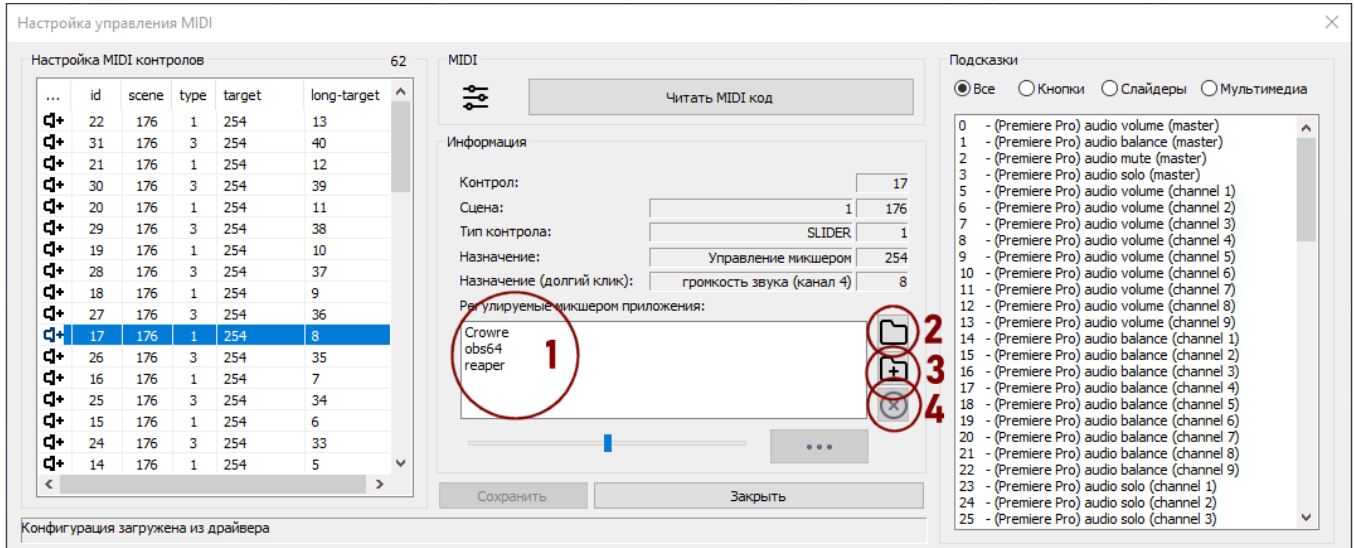 Настройка управления MIDI
Настройка MIDI контролов 62
... id scene type target long-target
22 176 1 254 13
31 176 3 254 40
21 176 1 254 12
30 176 3 254 39
20 176 1 254 11
29 176 3 254 38
19 176 1 254 10
28 176 3 254 37
18 176 1 254 9
27 176 3 254 36
17 176 1 254 8
26 176 3 254 35
16 176 1 254 7
25 176 3 254 34
15 176 1 254 6
24 176 3 254 33
14 176 1 254 5
MIDI
Читать MIDI код
Информация
Контрол: 17
Сцена: 1 176
Тип контрола: SLIDER 1
Назначение: Управление микшером 254
Назначение (долгий клик): громкость звука (канал 4) 8
Регулируемые микшером приложения:
Crowre
obs64
reaper
1
2
3
4
Сохранить Закрыть
Конфигурация загружена из драйвера
Подсказки
Все Кнопки Слайдеры Мультимедиа
0 - (Premiere Pro) audio volume (master)
1 - (Premiere Pro) audio balance (master)
2 - (Premiere Pro) audio mute (master)
3 - (Premiere Pro) audio solo (master)
5 - (Premiere Pro) audio volume (channel 1)
6 - (Premiere Pro) audio volume (channel 2)
7 - (Premiere Pro) audio volume (channel 3)
8 - (Premiere Pro) audio volume (channel 4)
9 - (Premiere Pro) audio volume (channel 5)
10 - (Premiere Pro) audio volume (channel 6)
11 - (Premiere Pro) audio volume (channel 7)
12 - (Premiere Pro) audio volume (channel 8)
13 - (Premiere Pro) audio volume (channel 9)
14 - (Premiere Pro) audio balance (channel 1)
15 - (Premiere Pro) audio balance (channel 2)
16 - (Premiere Pro) audio balance (channel 3)
17 - (Premiere Pro) audio balance (channel 4)
18 - (Premiere Pro) audio balance (channel 5)
19 - (Premiere Pro) audio balance (channel 6)
20 - (Premiere Pro) audio balance (channel 7)
21 - (Premiere Pro) audio balance (channel 8)
22 - (Premiere Pro) audio balance (channel 9)
23 - (Premiere Pro) audio solo (channel 1)
24 - (Premiere Pro) audio solo (channel 2)
25 - (Premiere Pro) audio solo (channel 3)